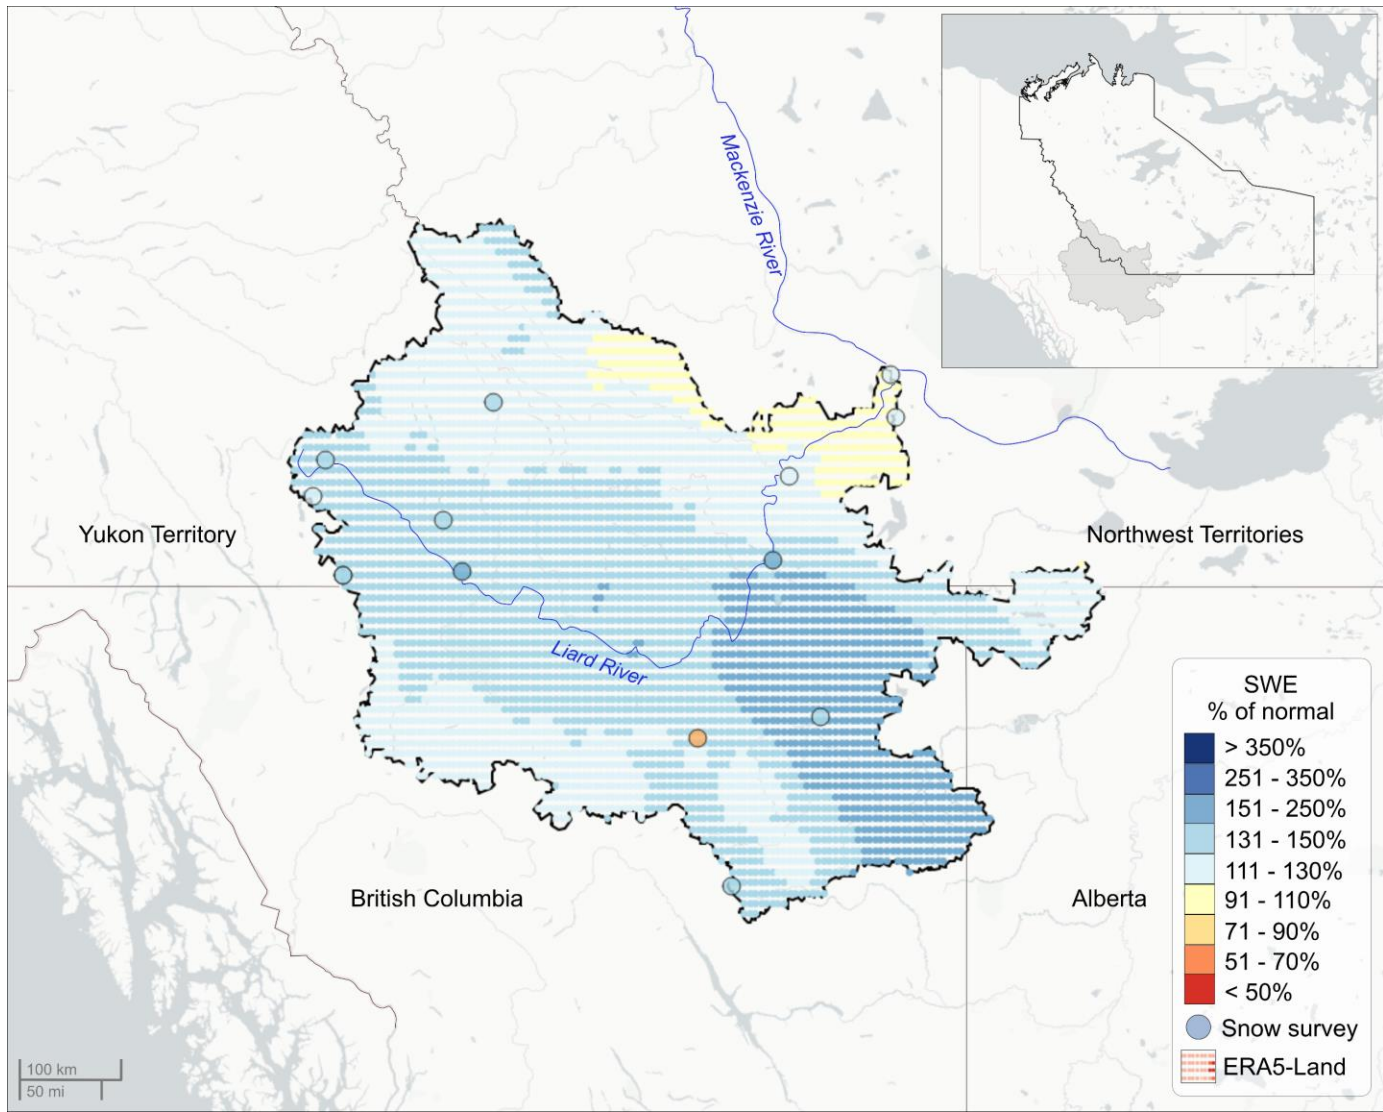 Mackenzie River
Yukon Territory
Northwest Territories
Liard River
British Columbia
Alberta
SWE
% of normal
> 350%
251 - 350%
151 - 250%
131 - 150%
111 - 130%
91 - 110%
71 - 90%
51 - 70%
< 50%
Snow survey
ERA5-Land
100 km
50 mi